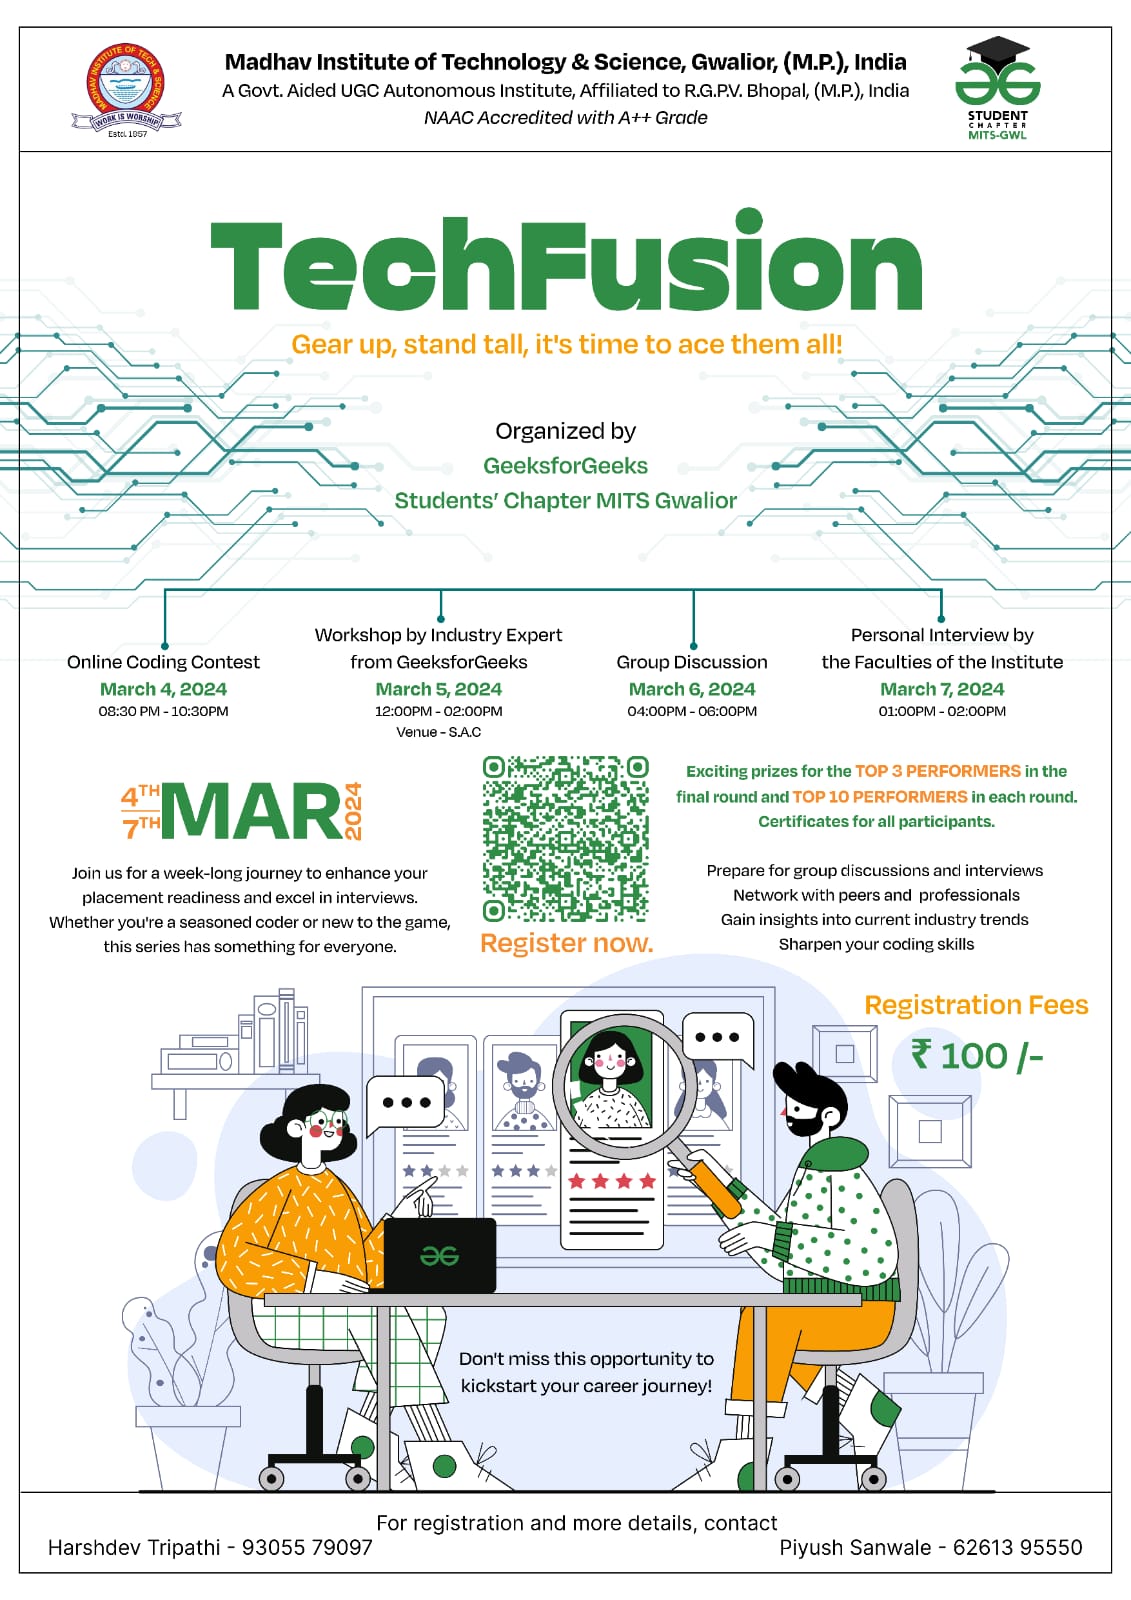 MADHAV INSTITUTE OF TECH & SCIENCE
WORK IS WORSHIP
Estd. 1957
Madhav Institute of Technology & Science, Gwalior, (M.P.), India
A Govt. Aided UGC Autonomous Institute, Affiliated to R.G.P.V. Bhopal, (M.P.), India
NAAC Accredited with A++ Grade
STUDENT
CHAPTER
MITS-GWL
TechFusion
Gear up, stand tall, it's time to ace them all!
Organized by
GeeksforGeeks
Students’ Chapter MITS Gwalior
Online Coding Contest
March 4, 2024
08:30 PM - 10:30PM
Workshop by Industry Expert
from GeeksforGeeks
March 5, 2024
12:00PM - 02:00PM
Venue - S.A.C
Group Discussion
March 6, 2024
04:00PM - 06:00PM
Personal Interview by
the Faculties of the Institute
March 7, 2024
01:00PM - 02:00PM
4TH
7TH
MAR
2024
Join us for a week-long journey to enhance your
placement readiness and excel in interviews.
Whether you're a seasoned coder or new to the game,
this series has something for everyone.
Register now.
Exciting prizes for the TOP 3 PERFORMERS in the
final round and TOP 10 PERFORMERS in each round.
Certificates for all participants.
Prepare for group discussions and interviews
Network with peers and professionals
Gain insights into current industry trends
Sharpen your coding skills
Registration Fees
₹ 100 /-
Don't miss this opportunity to
kickstart your career journey!
For registration and more details, contact
Harshdev Tripathi - 93055 79097
Piyush Sanwale - 62613 95550